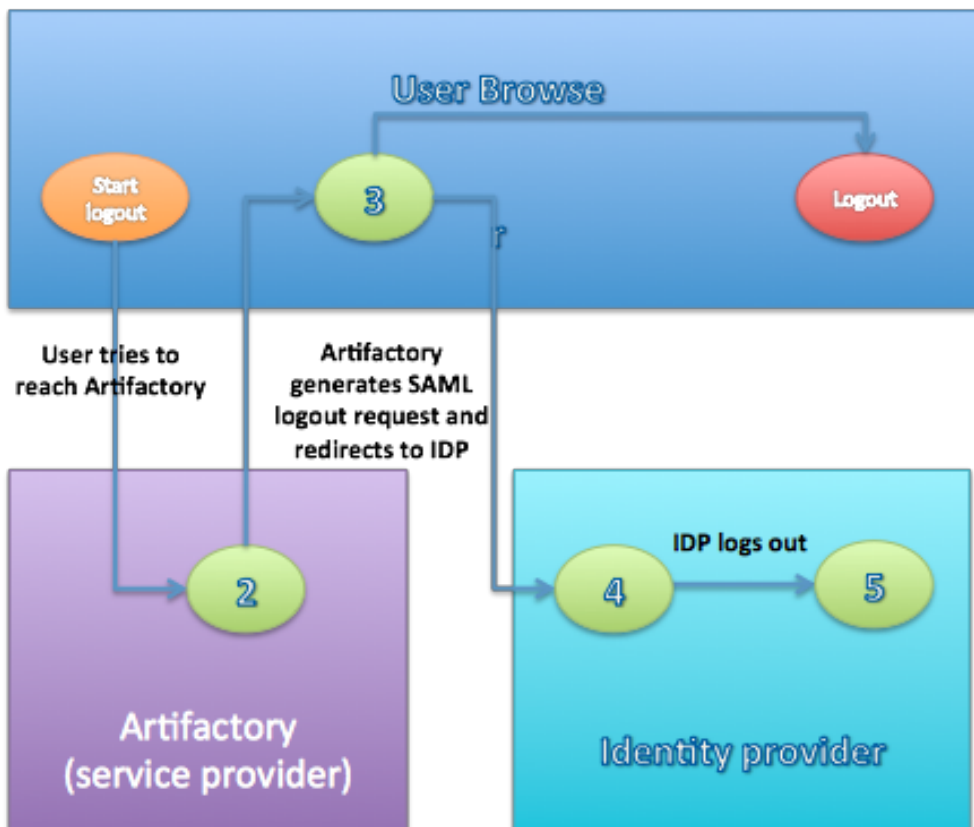 User Browse
r
Start
logout
3
Logout
User tries to
reach Artifactory
Artifactory
generates SAML
logout request and
redirects to IDP
2
IDP logs out
4
5
Artifactory
(service provider)
Identity provider